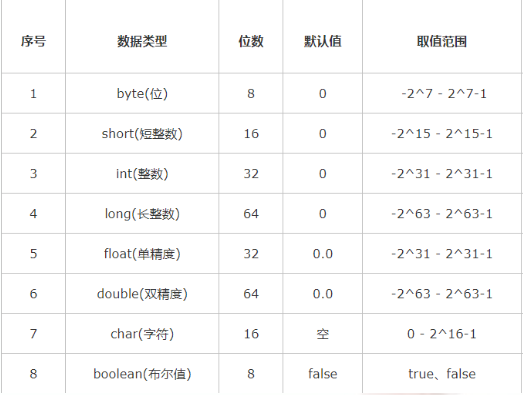 序号 数据类型 位数 默认值 取值范围
1 byte(位) 8 0 -2^7 - 2^7-1
2 short(短整数) 16 0 -2^15 - 2^15-1
3 int(整数) 32 0 -2^31 - 2^31-1
4 long(长整数) 64 0 -2^63 - 2^63-1
5 float(单精度) 32 0.0 -2^31 - 2^31-1
6 double(双精度) 64 0.0 -2^63 - 2^63-1
7 char(字符) 16 空 0 - 2^16-1
8 boolean(布尔值) 8 false true、false